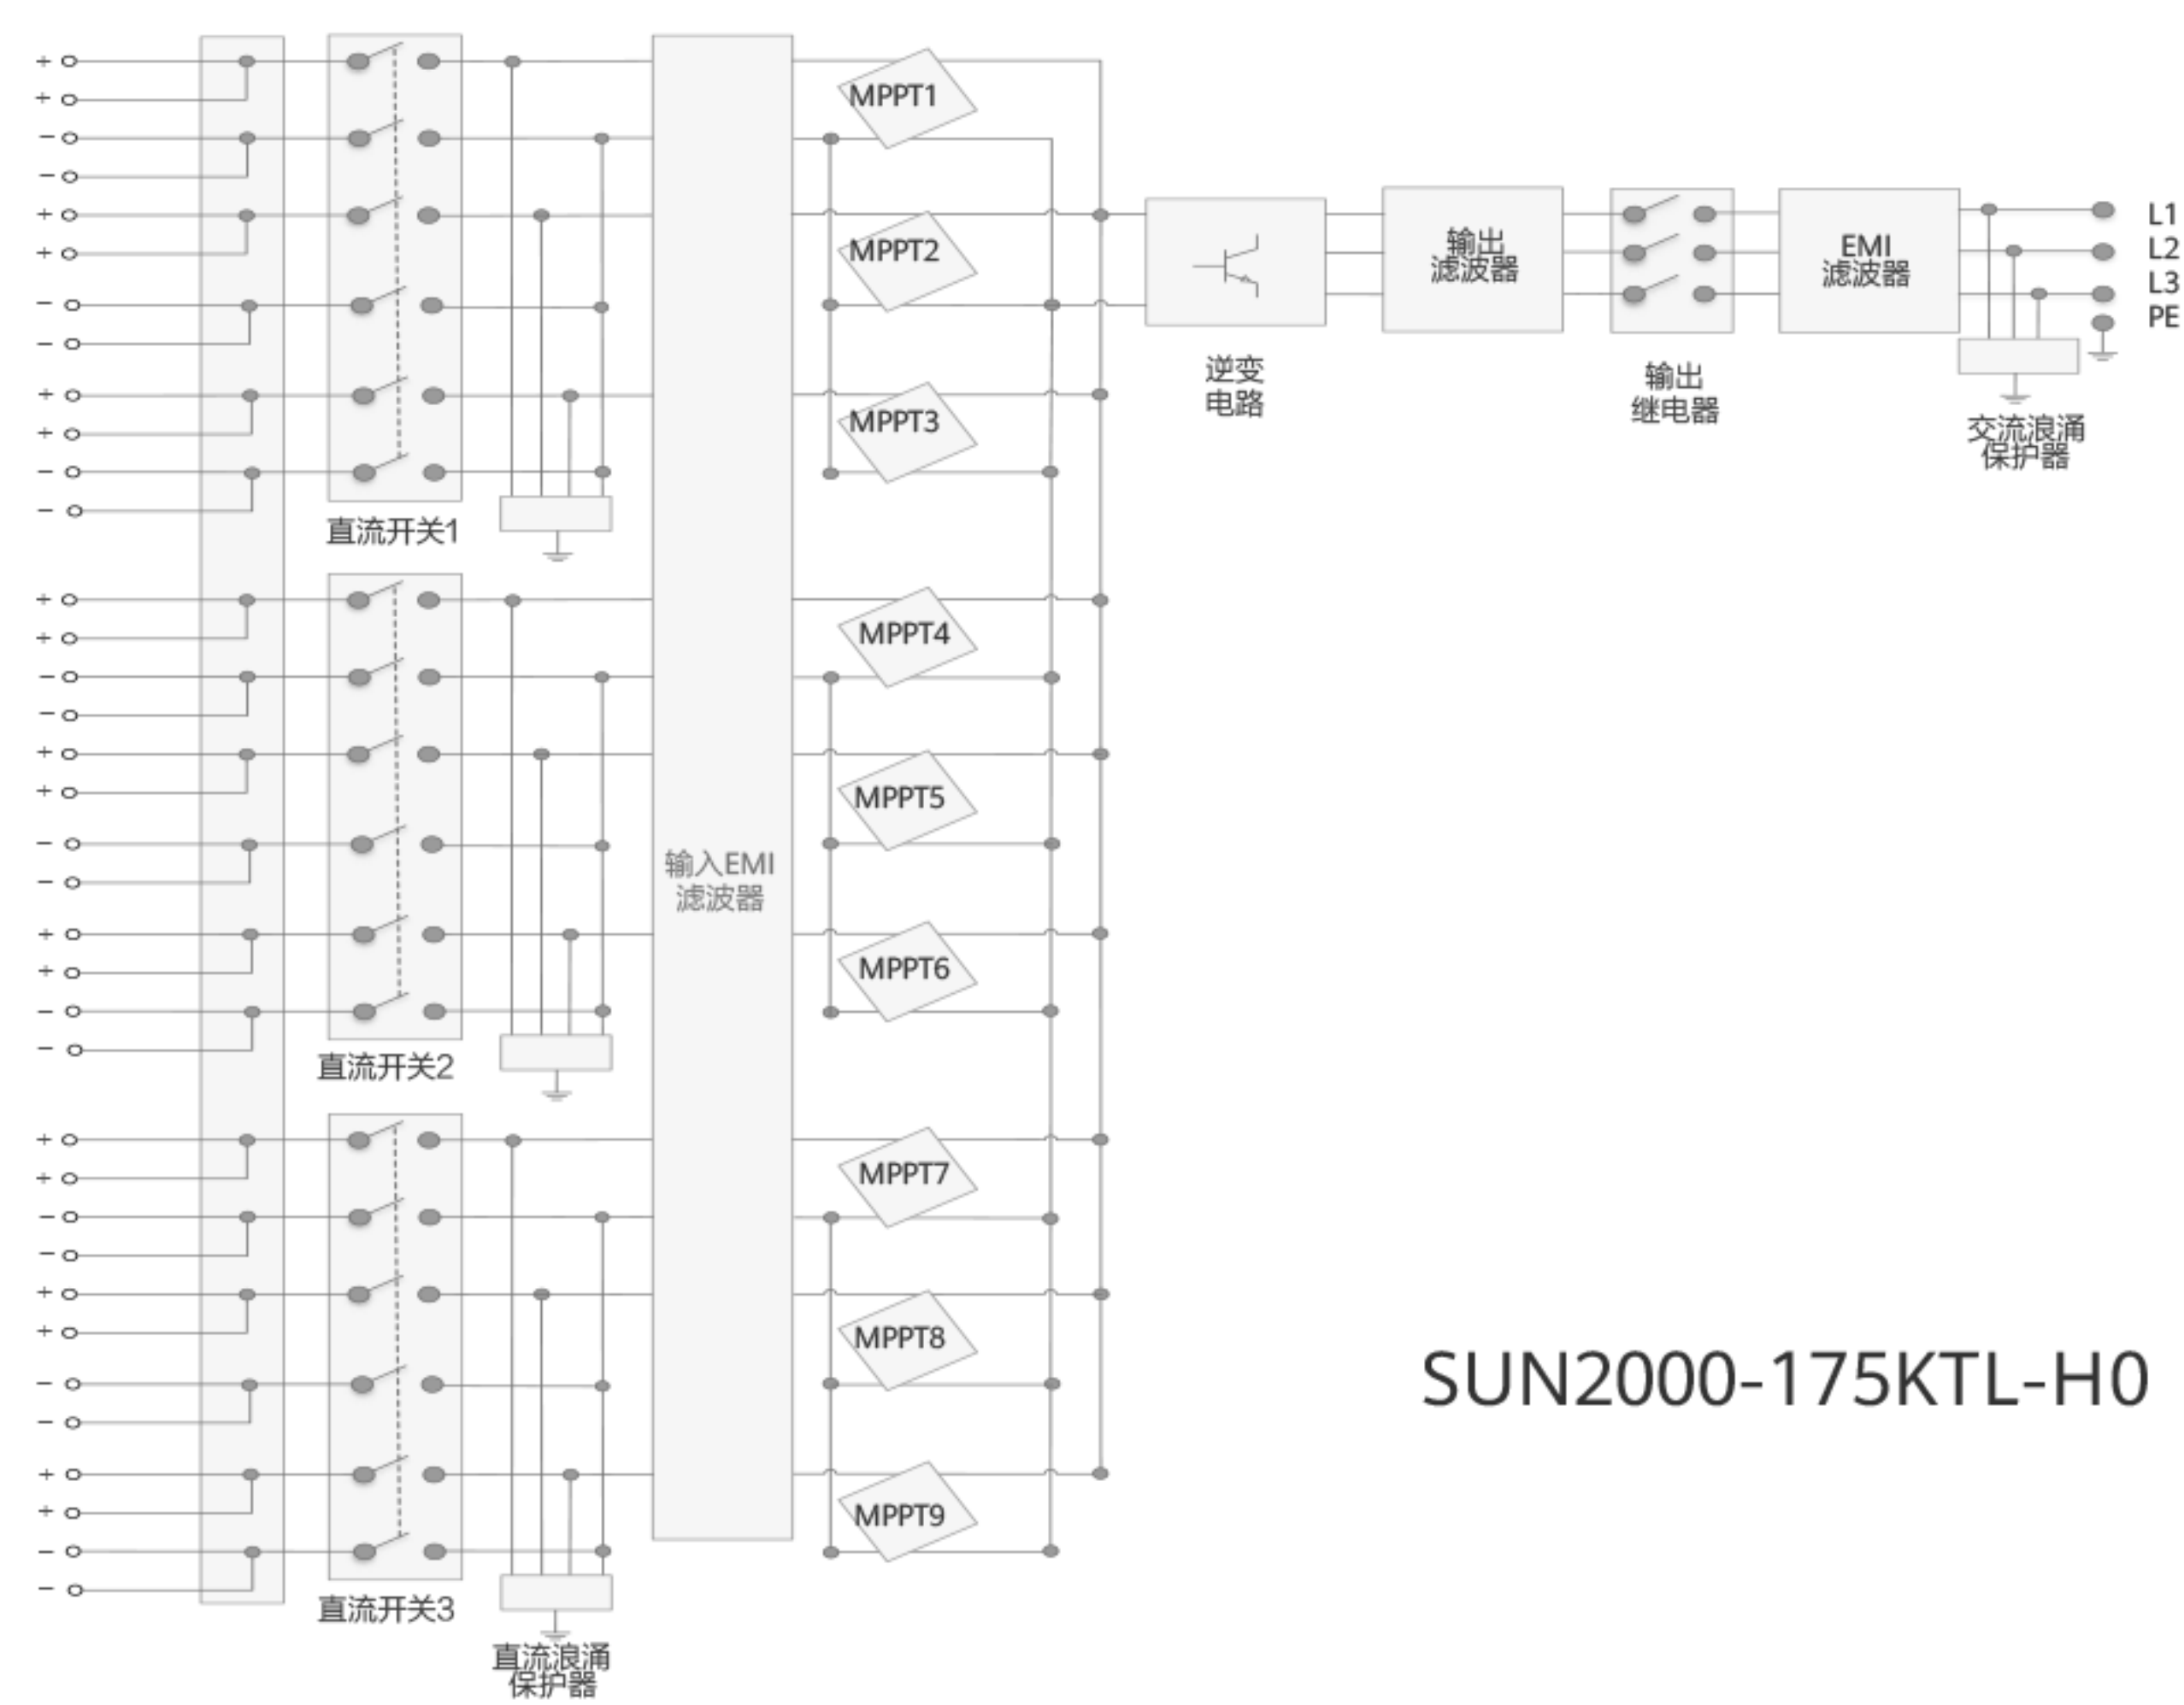 MPPT1
MPPT2
MPPT3
直流开关1
逆变
电路
输出
滤波器
输出
继电器
EMI
滤波器
L1
L2
L3
PE
交流浪涌
保护器
MPPT4
MPPT5
输入EMI
滤波器
MPPT6
直流开关2
MPPT7
MPPT8
MPPT9
直流开关3
直流浪涌
保护器
SUN2000-175KTL-H0